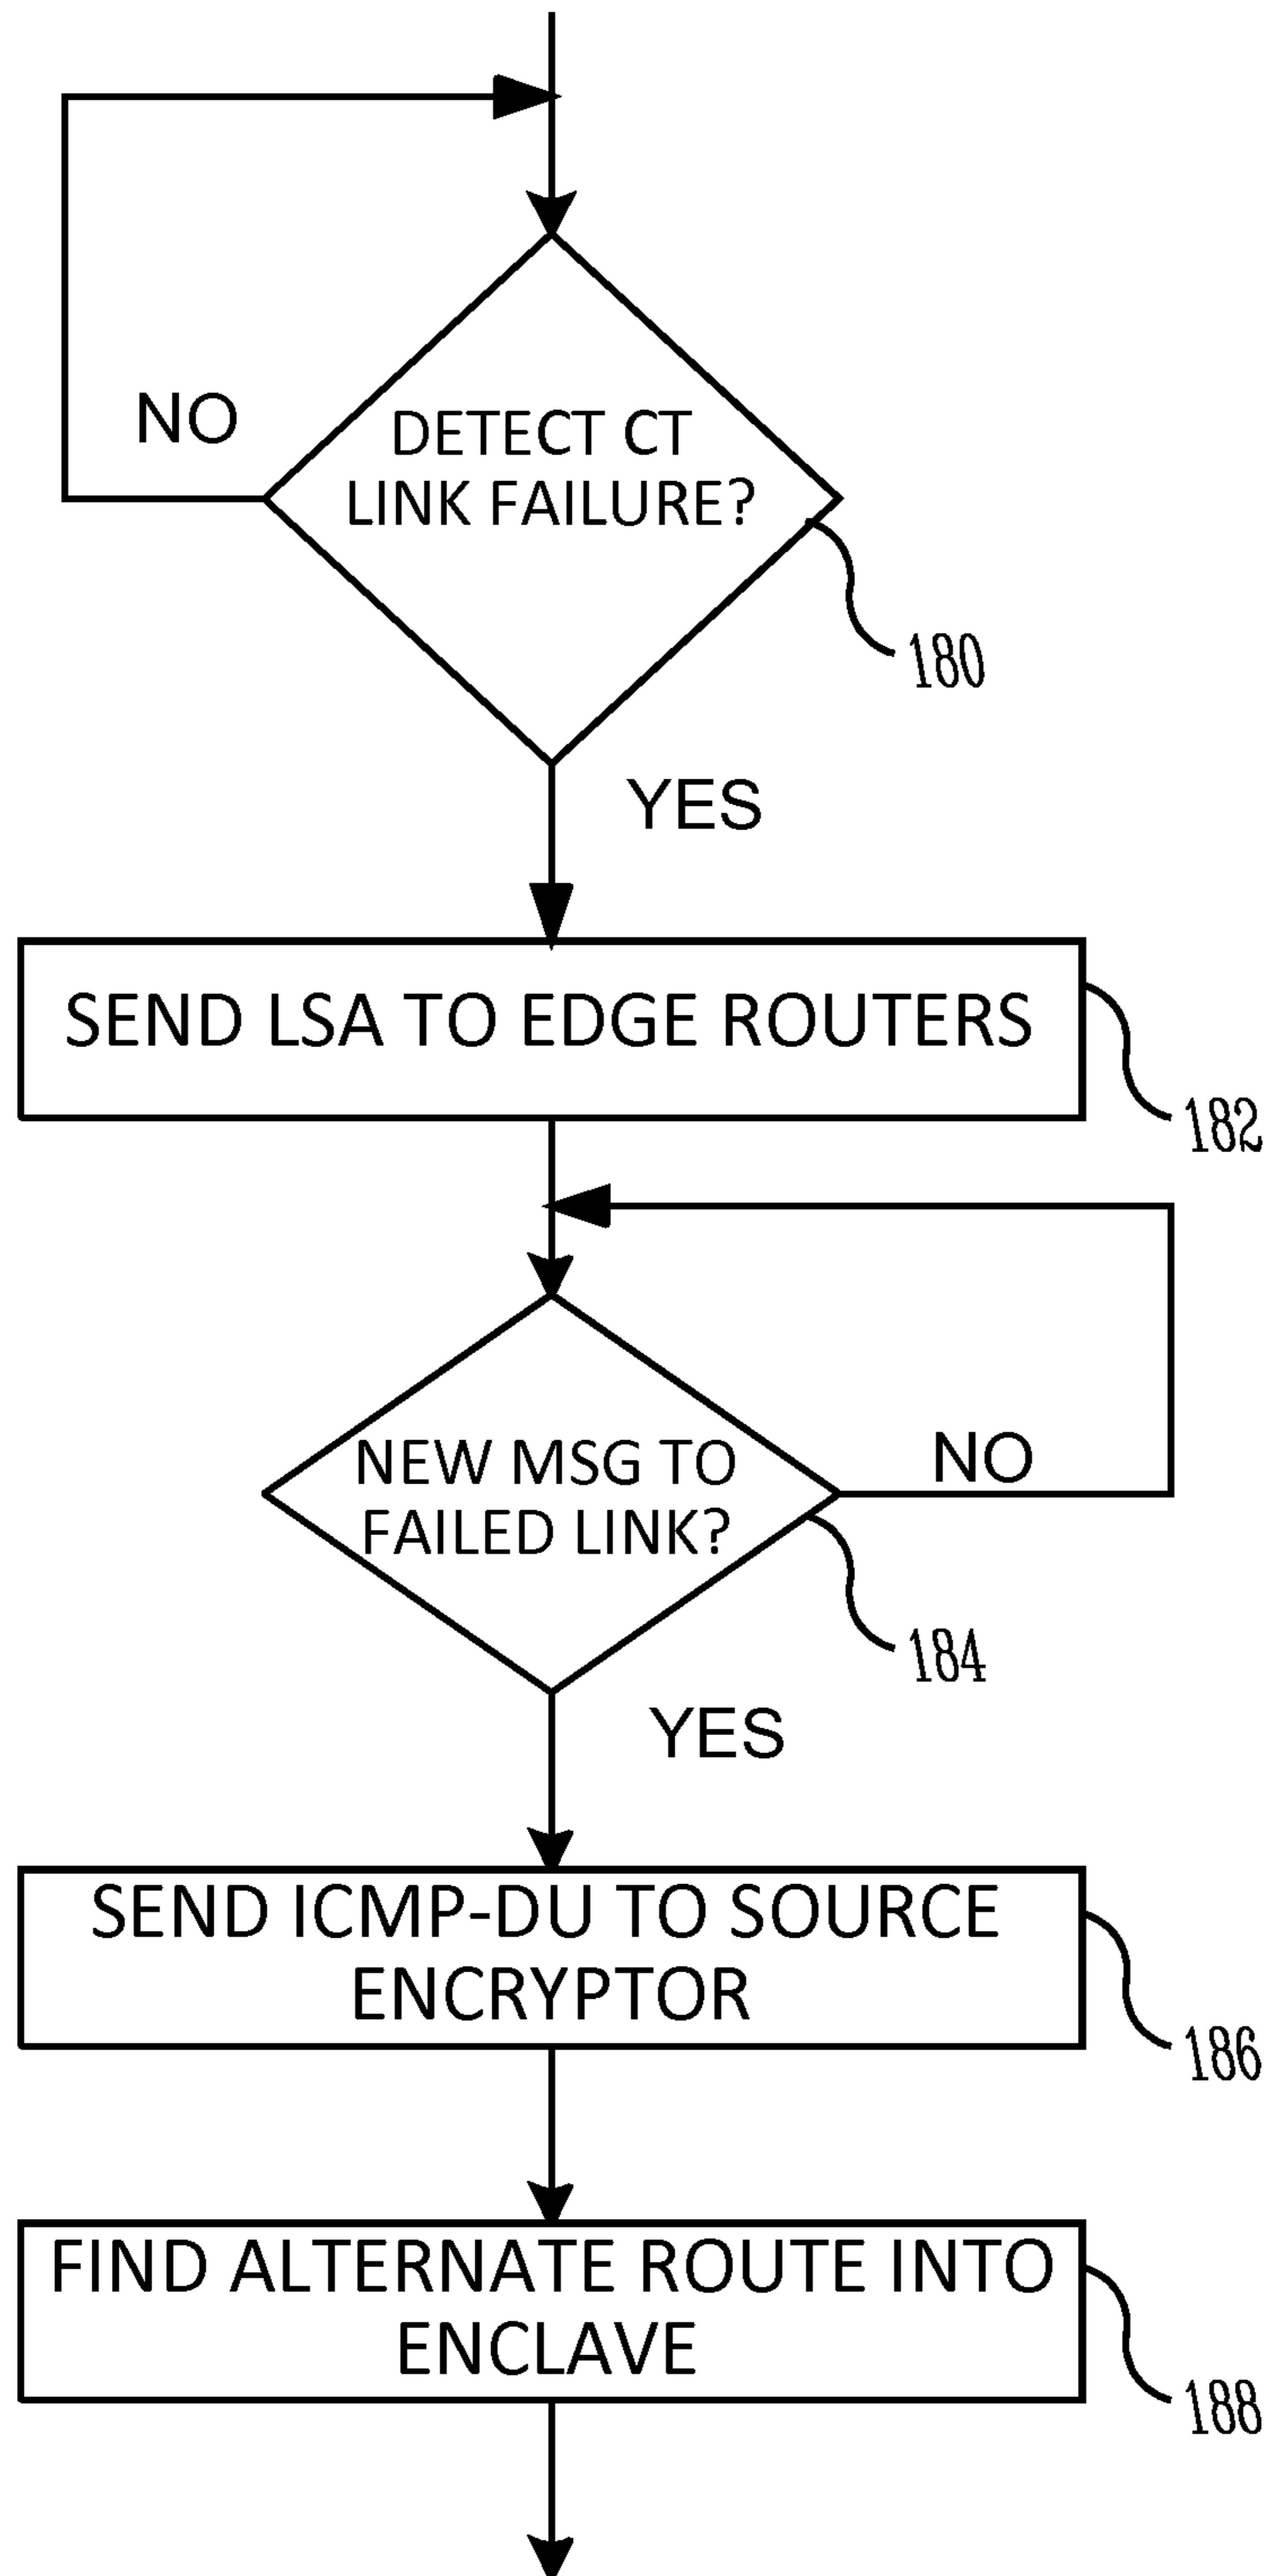 NO
DETECT CT
LINK FAILURE?
180
YES
SEND LSA TO EDGE ROUTERS
182
NEW MSG TO
FAILED LINK?
NO
184
YES
SEND ICMP-DU TO SOURCE
ENCRYPTOR
186
FIND ALTERNATE ROUTE INTO
ENCLAVE
188